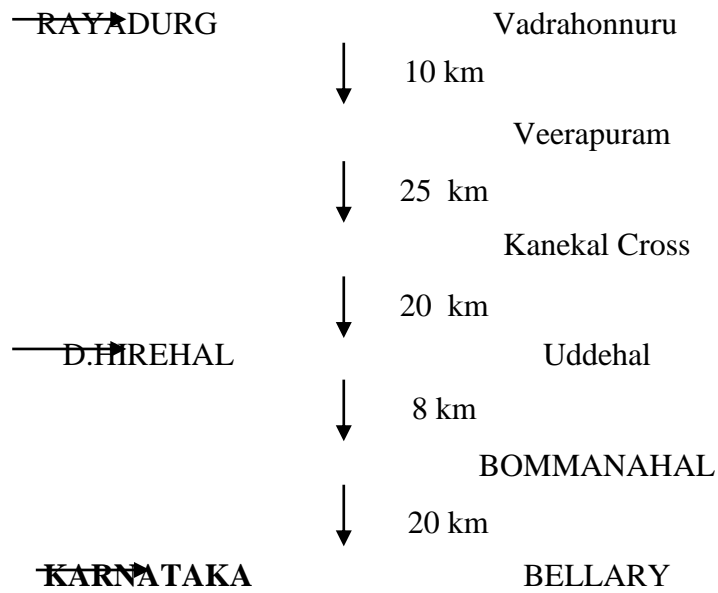 RAYADURG Vadrahonnuru
10 km
Veerapuram
25 km
Kanekal Cross
20 km
D.HIREHAL Uddehal
8 km
BOMMANAHAL
20 km
KARNATAKA BELLARY